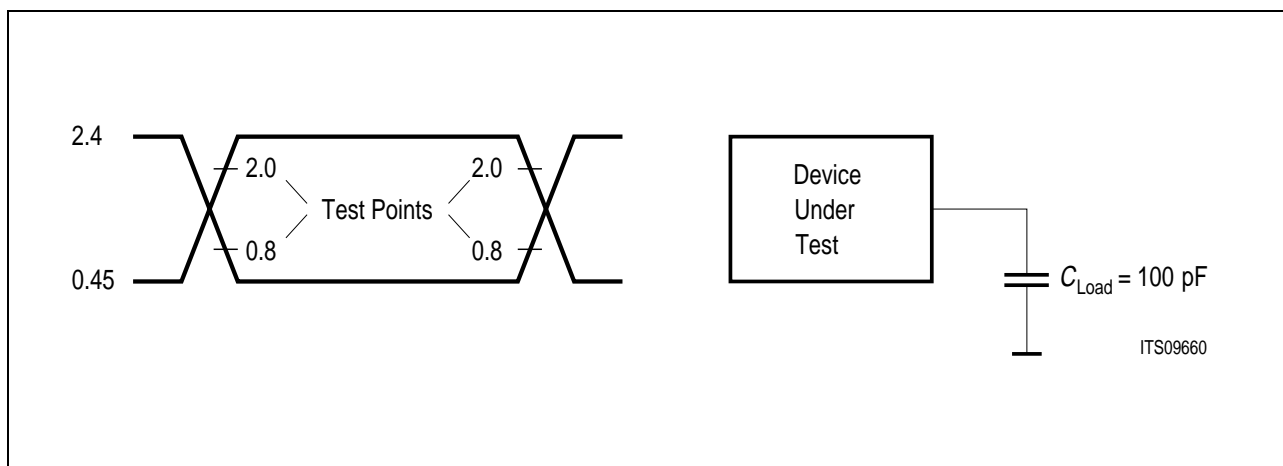 2.4
2.0
2.0
Test Points
0.8
0.8
0.45
Device
Under
Test
C Load = 100 pF
ITS09660